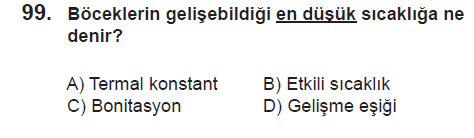 99. Böceklerin gelişebildiği en düşük sıcaklığa ne
denir?
A) Termal konstant B) Etkili sıcaklık
C) Bonitasyon D) Gelişme eşiği